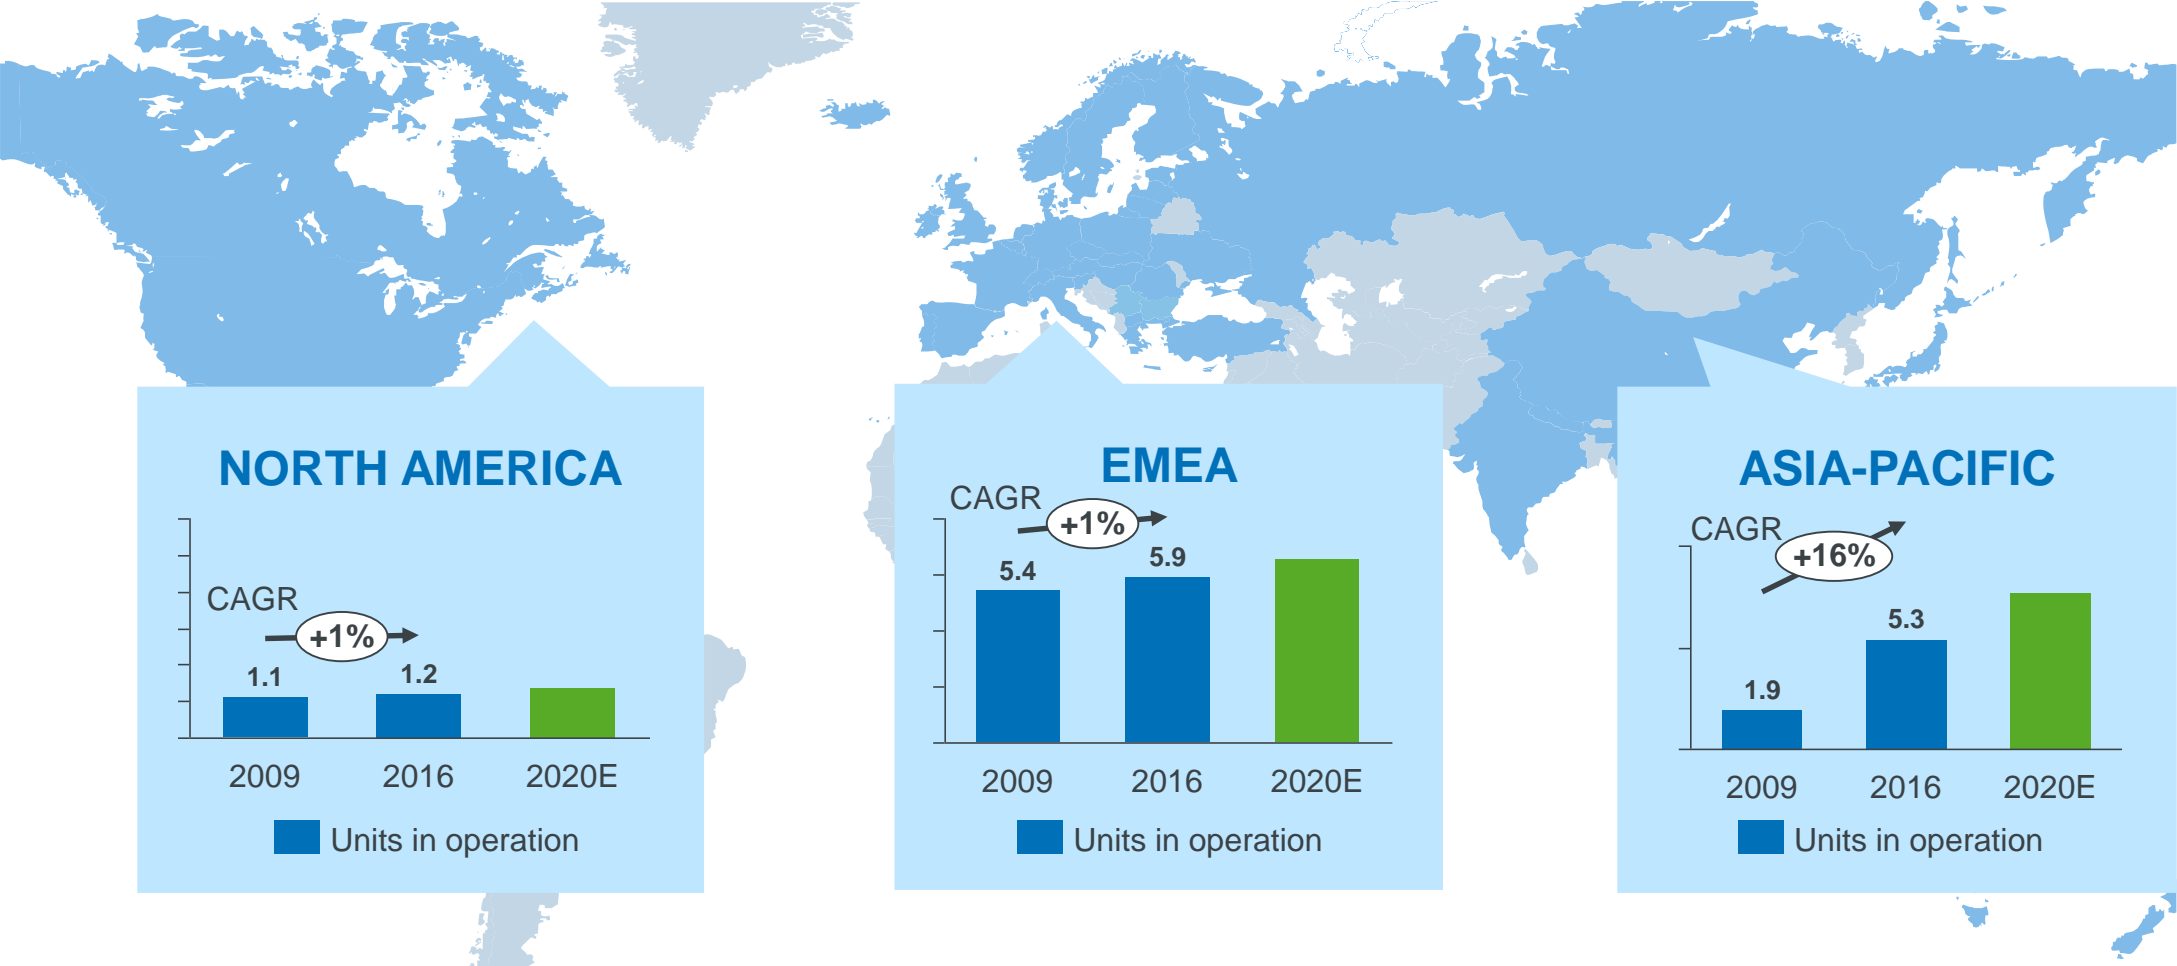 NORTH AMERICA
CAGR
+1%
1.1
1.2
2009
2016
2020E
Units in operation
EMEA
CAGR
+1%
5.4
5.9
2009
2016
2020E
Units in operation
ASIA-PACIFIC
CAGR
+16%
1.9
5.3
2009
2016
2020E
Units in operation